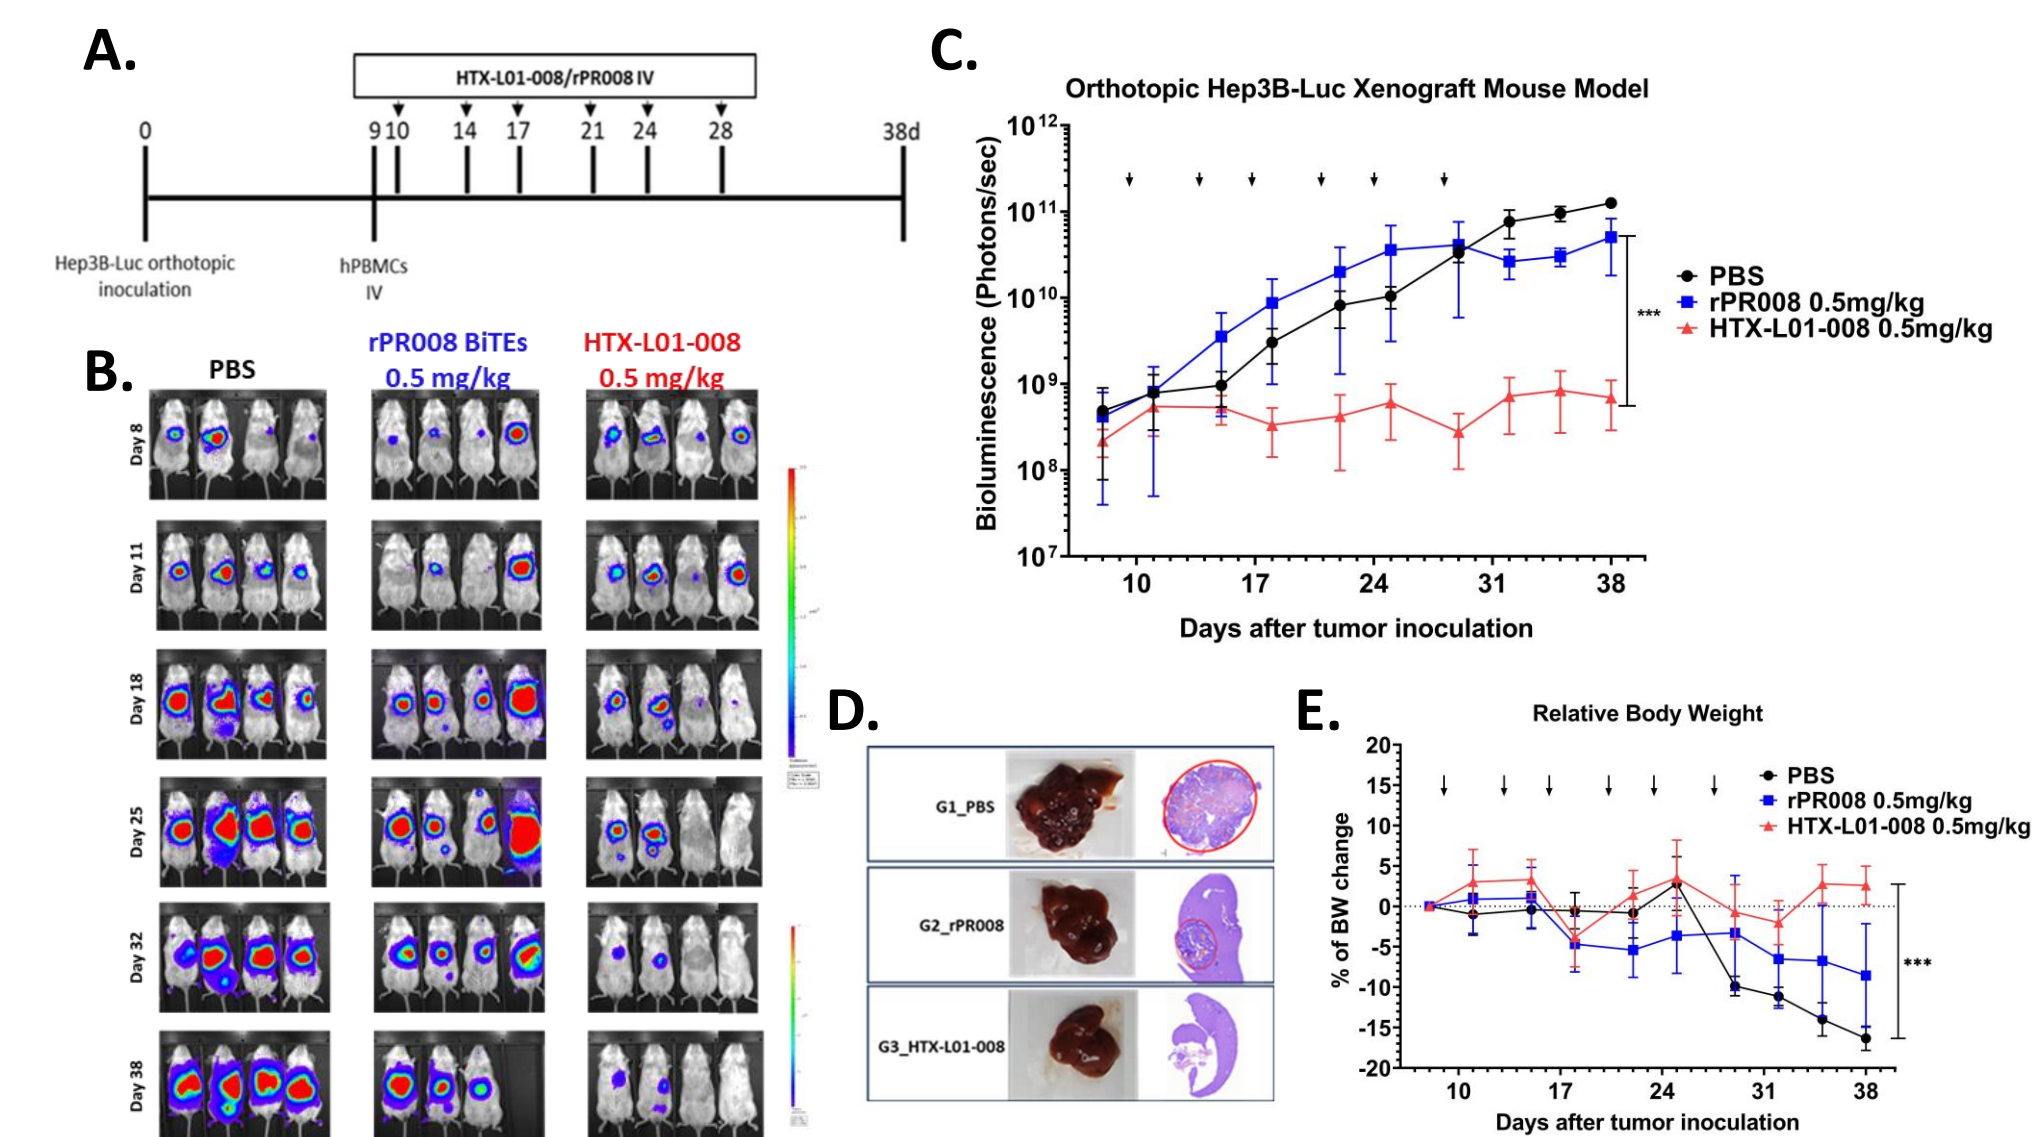 A.
HTX-L01-008/rPR008 IV
0 9 10 14 17 21 24 28 38d
Hep3B-Luc orthotopic
inoculation
hPBMCs
IV
B.
PBS
rPR008 BiTEs
0.5 mg/kg
HTX-L01-008
0.5 mg/kg
Day 8
Day 11
Day 18
Day 25
Day 32
Day 38
C.
Orthotopic Hep3B-Luc Xenograft Mouse Model
Bioluminescence (Photons/sec)
10¹²
10¹¹
10¹⁰
10⁹
10⁸
10⁷
10 17 24 31 38
Days after tumor inoculation
PBS
rPR008 0.5mg/kg
HTX-L01-008 0.5mg/kg
***
D.
G1_PBS
G2_rPR008
G3_HTX-L01-008
E.
Relative Body Weight
% of BW change
20
15
10
5
0
-5
-10
-15
-20
10 17 24 31 38
Days after tumor inoculation
PBS
rPR008 0.5mg/kg
HTX-L01-008 0.5mg/kg
***